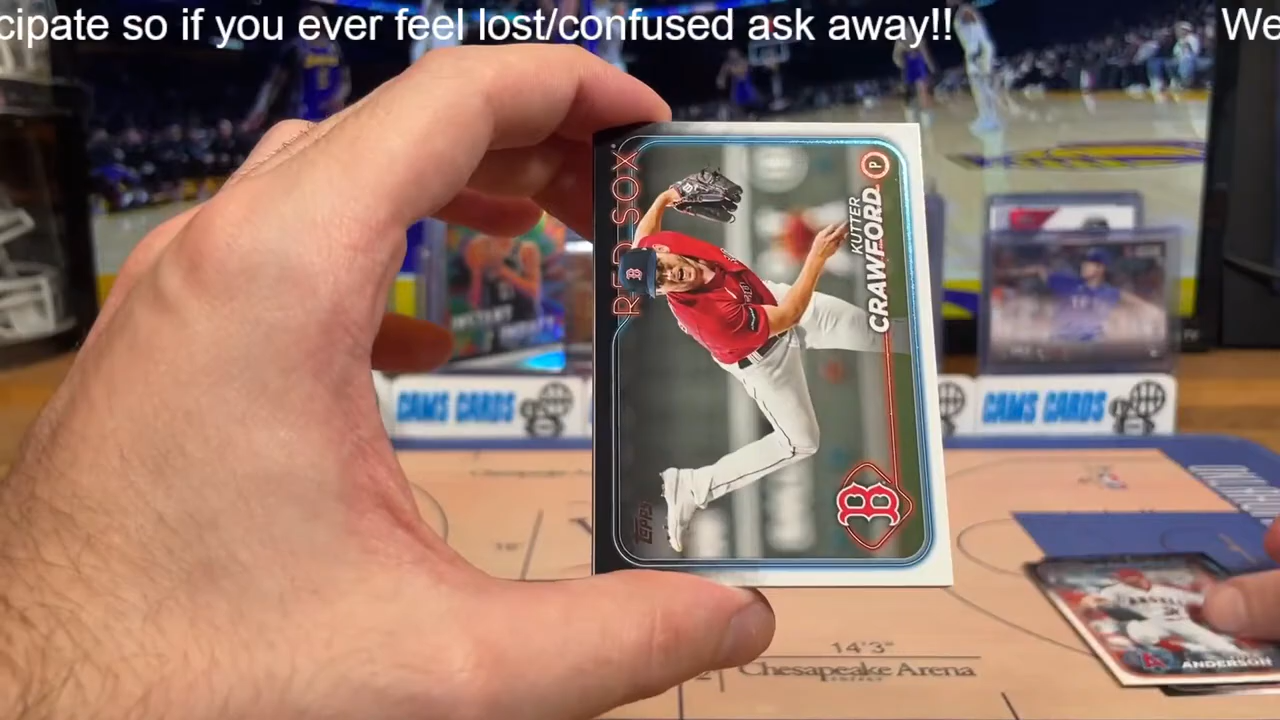 cipate so if you ever feel lost/confused ask away!!
We
RED SOX
KUTTER
CRAWFORD
P
B
TOPPS
CAMS CARDS
CAMS CARDS
ANGELS
ANDERSON
14'3"
Chesapeake Arena